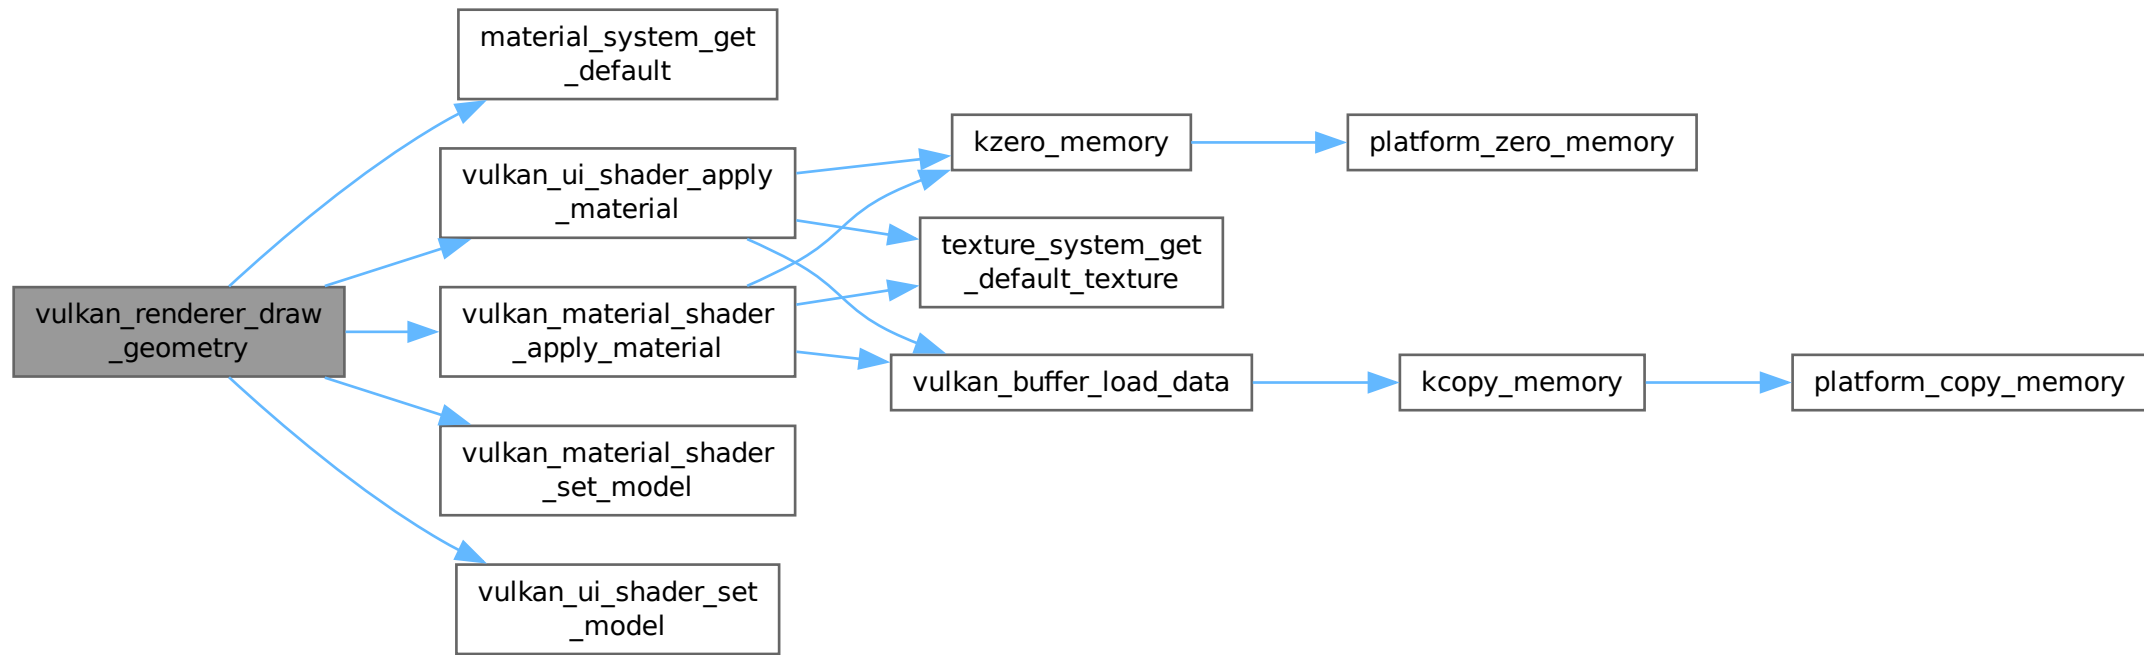 material_system_get
_default
vulkan_ui_shader_apply
_material
vulkan_renderer_draw
_geometry
vulkan_material_shader
_apply_material
vulkan_material_shader
_set_model
vulkan_ui_shader_set
_model
kzero_memory
texture_system_get
_default_texture
vulkan_buffer_load_data
platform_zero_memory
kcopy_memory
platform_copy_memory